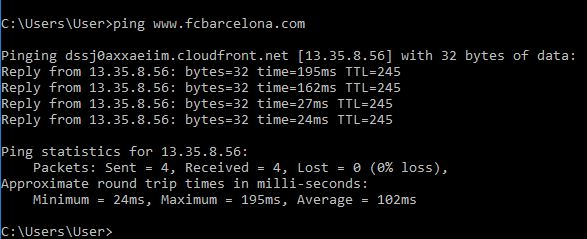 C:\Users\User>ping www.fcbarcelona.com
Pinging dssj0axxaeiim.cloudfront.net [13.35.8.56] with 32 bytes of data:
Reply from 13.35.8.56: bytes=32 time=195ms TTL=245
Reply from 13.35.8.56: bytes=32 time=162ms TTL=245
Reply from 13.35.8.56: bytes=32 time=27ms TTL=245
Reply from 13.35.8.56: bytes=32 time=24ms TTL=245
Ping statistics for 13.35.8.56:
Packets: Sent = 4, Received = 4, Lost = 0 (0% loss),
Approximate round trip times in milli-seconds:
Minimum = 24ms, Maximum = 195ms, Average = 102ms
C:\Users\User>